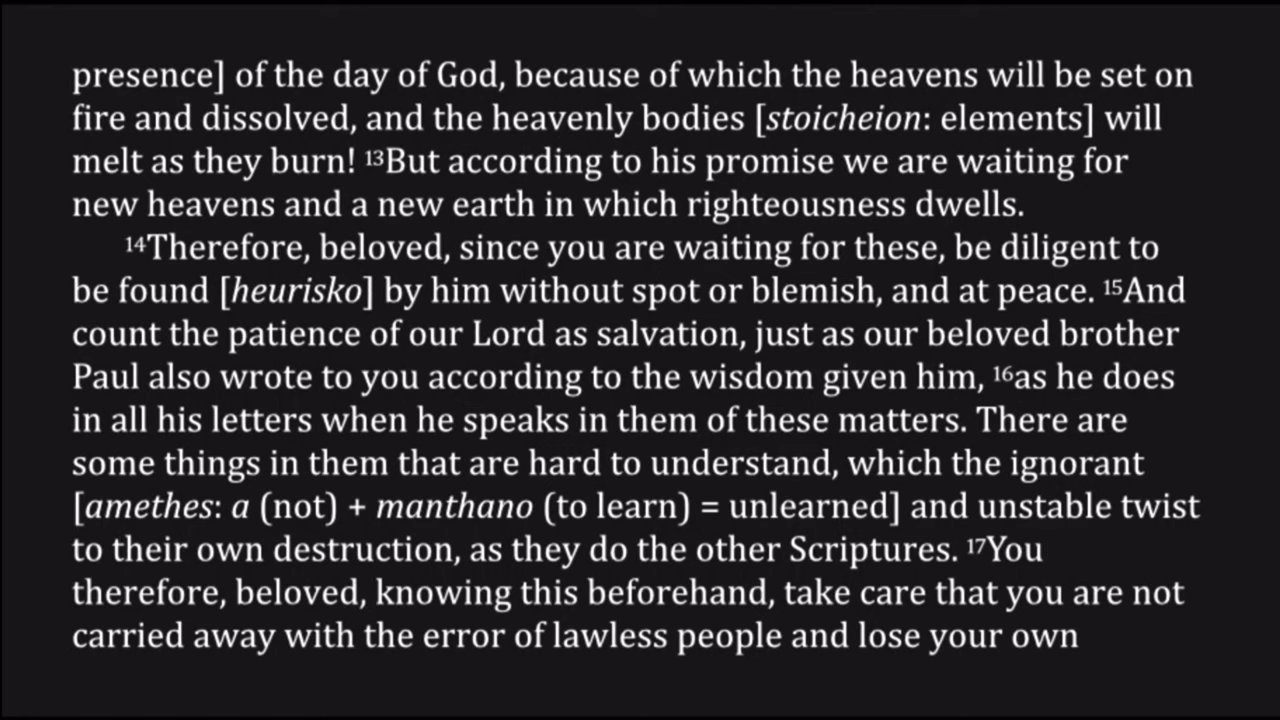 presence] of the day of God, because of which the heavens will be set on
fire and dissolved, and the heavenly bodies [stoicheion: elements] will
melt as they burn! 13But according to his promise we are waiting for
new heavens and a new earth in which righteousness dwells.
14Therefore, beloved, since you are waiting for these, be diligent to
be found [heurisko] by him without spot or blemish, and at peace. 15And
count the patience of our Lord as salvation, just as our beloved brother
Paul also wrote to you according to the wisdom given him, 16as he does
in all his letters when he speaks in them of these matters. There are
some things in them that are hard to understand, which the ignorant
[amethes: a (not) + manthano (to learn) = unlearned] and unstable twist
to their own destruction, as they do the other Scriptures. 17You
therefore, beloved, knowing this beforehand, take care that you are not
carried away with the error of lawless people and lose your own